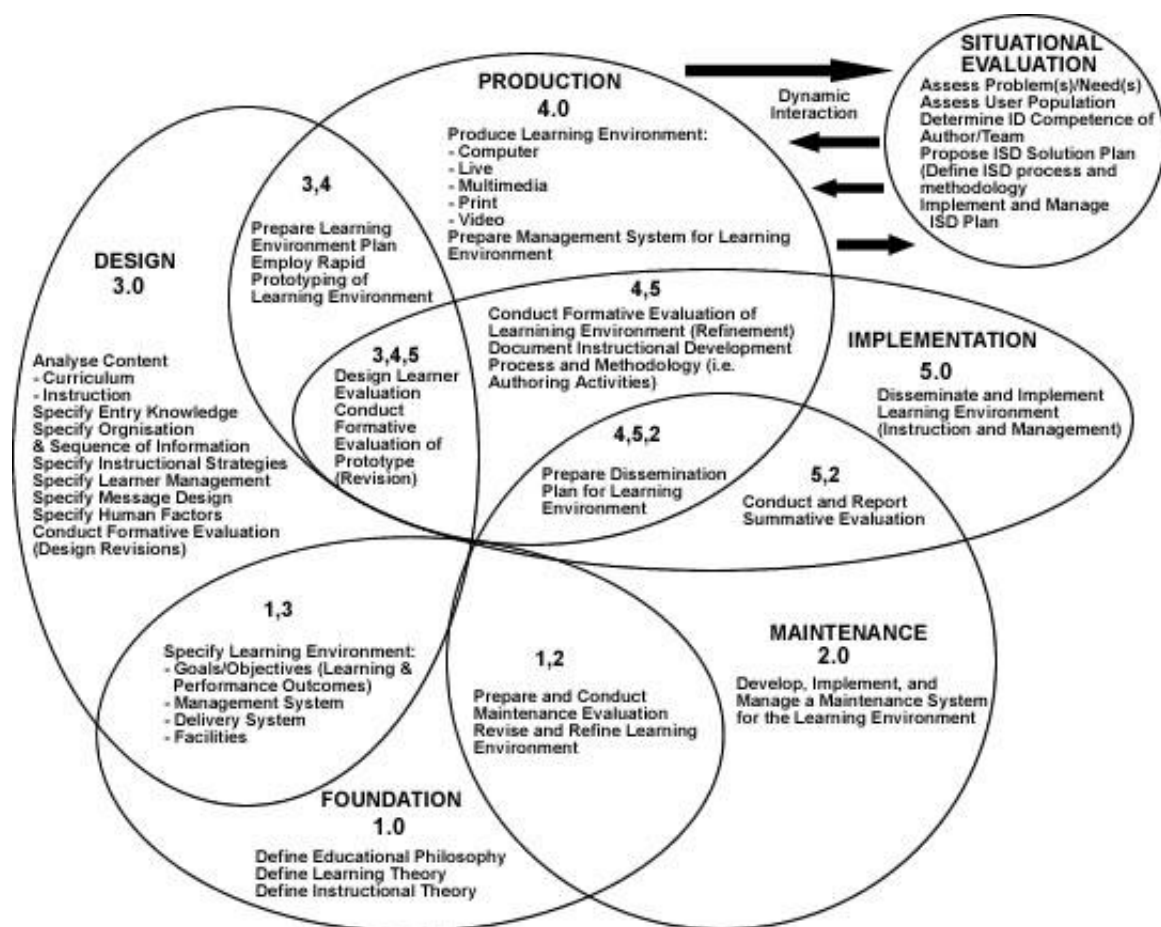 SITUATIONAL
EVALUATION
Assess Problem(s)/Need(s)
Assess User Population
Determine ID Competence of
Author/Team
Propose ISD Solution Plan
(Define ISD process and
methodology
Implement and Manage
ISD Plan
Dynamic
Interaction
PRODUCTION
4.0
Produce Learning Environment:
- Computer
- Live
- Multimedia
- Print
- Video
Prepare Management System for Learning
Environment
3,4
Prepare Learning
Environment Plan
Employ Rapid
Prototyping of
Learning Environment
DESIGN
3.0
Analyse Content
- Curriculum
- Instruction
Specify Entry Knowledge
Specify Orgnisation
& Sequence of Information
Specify Instructional Strategies
Specify Learner Management
Specify Message Design
Specify Human Factors
Conduct Formative Evaluation
(Design Revisions)
3,4,5
Design Learner
Evaluation
Conduct
Formative
Evaluation of
Prototype
(Revision)
4,5
Conduct Formative Evaluation of
Learnining Environment (Refinement)
Document Instructional Development
Process and Methodology (i.e.
Authoring Activities)
IMPLEMENTATION
5.0
Disseminate and Implement
Learning Environment
(Instruction and Management)
4,5,2
Prepare Dissemination
Plan for Learning
Environment
5,2
Conduct and Report
Summative Evaluation
1,3
Specify Learning Environment:
- Goals/Objectives (Learning &
Performance Outcomes)
- Management System
- Delivery System
- Facilities
1,2
Prepare and Conduct
Maintenance Evaluation
Revise and Refine Learning
Environment
MAINTENANCE
2.0
Develop, Implement, and
Manage a Maintenance System
for the Learning Environment
FOUNDATION
1.0
Define Educational Philosophy
Define Learning Theory
Define Instructional Theory